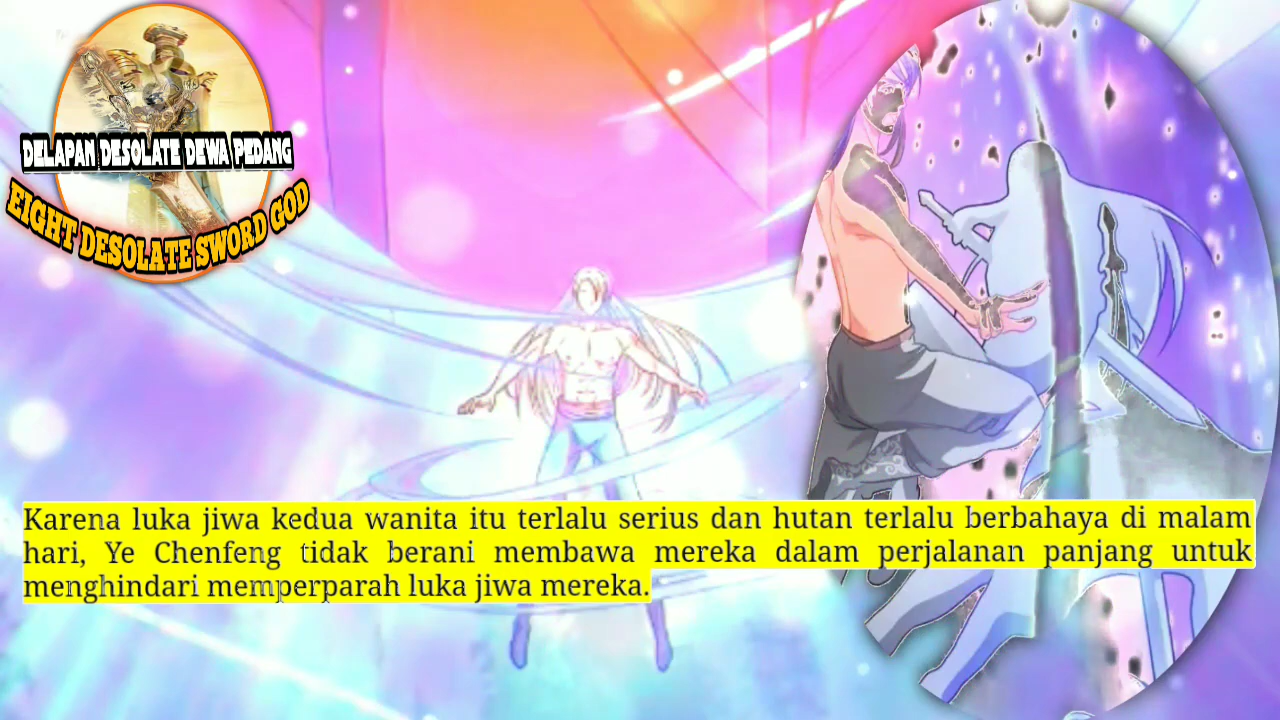 DELAPAN DESOLATE DEWA PEDANG
EIGHT DESOLATE SWORD GOD
Karena luka jiwa kedua wanita itu terlalu serius dan hutan terlalu berbahaya di malam
hari, Ye Chenfeng tidak berani membawa mereka dalam perjalanan panjang untuk
menghindari memperparah luka jiwa mereka.